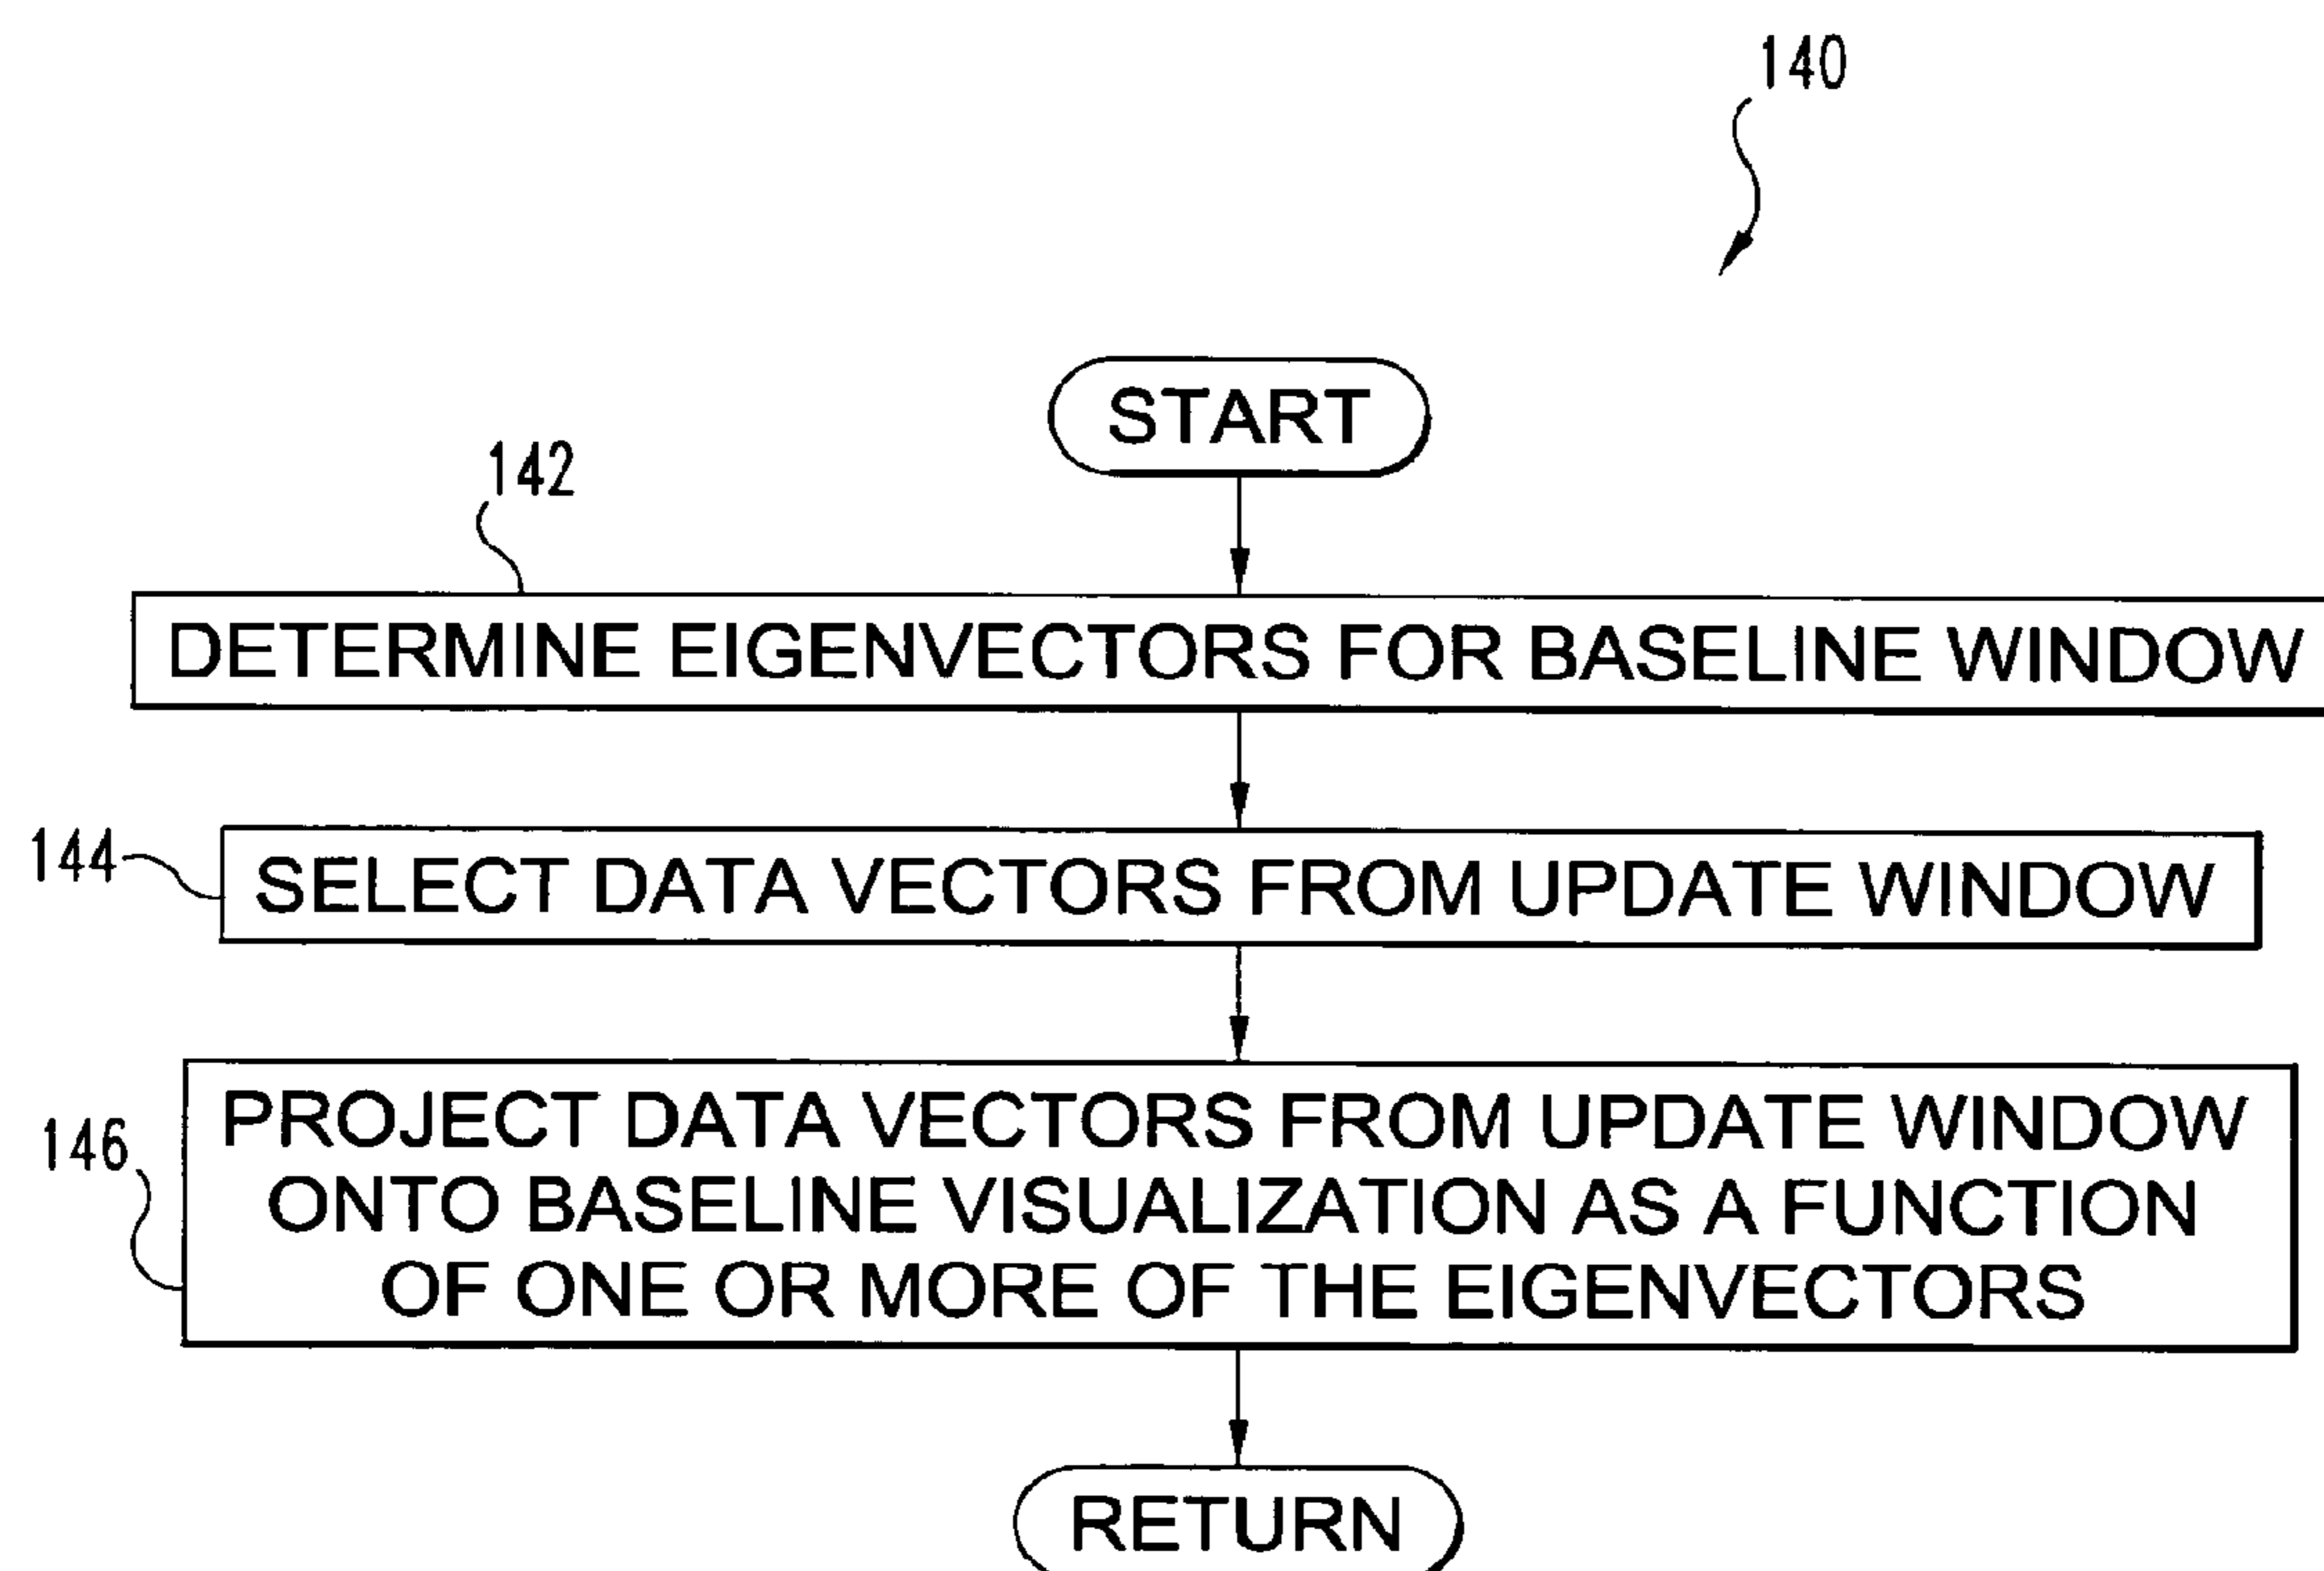 140
START
142
DETERMINE EIGENVECTORS FOR BASELINE WINDOW
144
SELECT DATA VECTORS FROM UPDATE WINDOW
146
PROJECT DATA VECTORS FROM UPDATE WINDOW
ONTO BASELINE VISUALIZATION AS A FUNCTION
OF ONE OR MORE OF THE EIGENVECTORS
RETURN